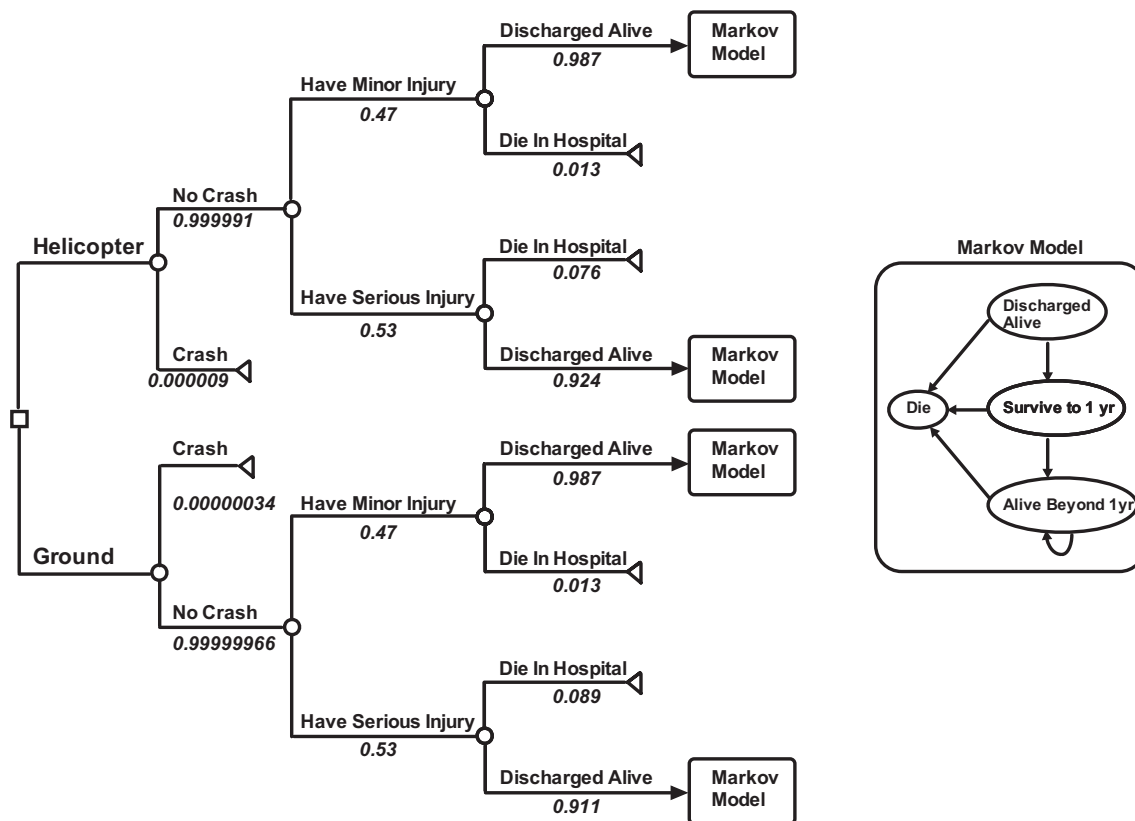 Discharged Alive
0.987
Markov
Model
Have Minor Injury
0.47
Die In Hospital
0.013
No Crash
0.999991
Helicopter
Die In Hospital
0.076
Have Serious Injury
0.53
Crash
0.000009
Discharged Alive
0.924
Markov
Model
Crash
0.00000034
Discharged Alive
0.987
Markov
Model
Have Minor Injury
0.47
Ground
Die In Hospital
0.013
No Crash
0.99999966
Die In Hospital
0.089
Have Serious Injury
0.53
Discharged Alive
0.911
Markov
Model
Markov Model
Discharged
Alive
Die
Survive to 1 yr
Alive Beyond 1yr